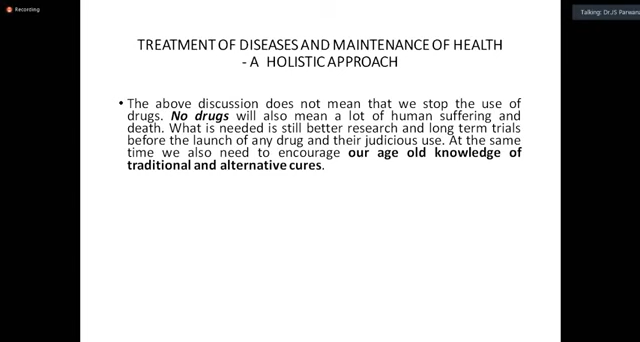 Recording
Talking: Dr.JS Parwana
TREATMENT OF DISEASES AND MAINTENANCE OF HEALTH
- A HOLISTIC APPROACH
• The above discussion does not mean that we stop the use of
drugs. No drugs will also mean a lot of human suffering and
death. What is needed is still better research and long term trials
before the launch of any drug and their judicious use. At the same
time we also need to encourage our age old knowledge of
traditional and alternative cures.